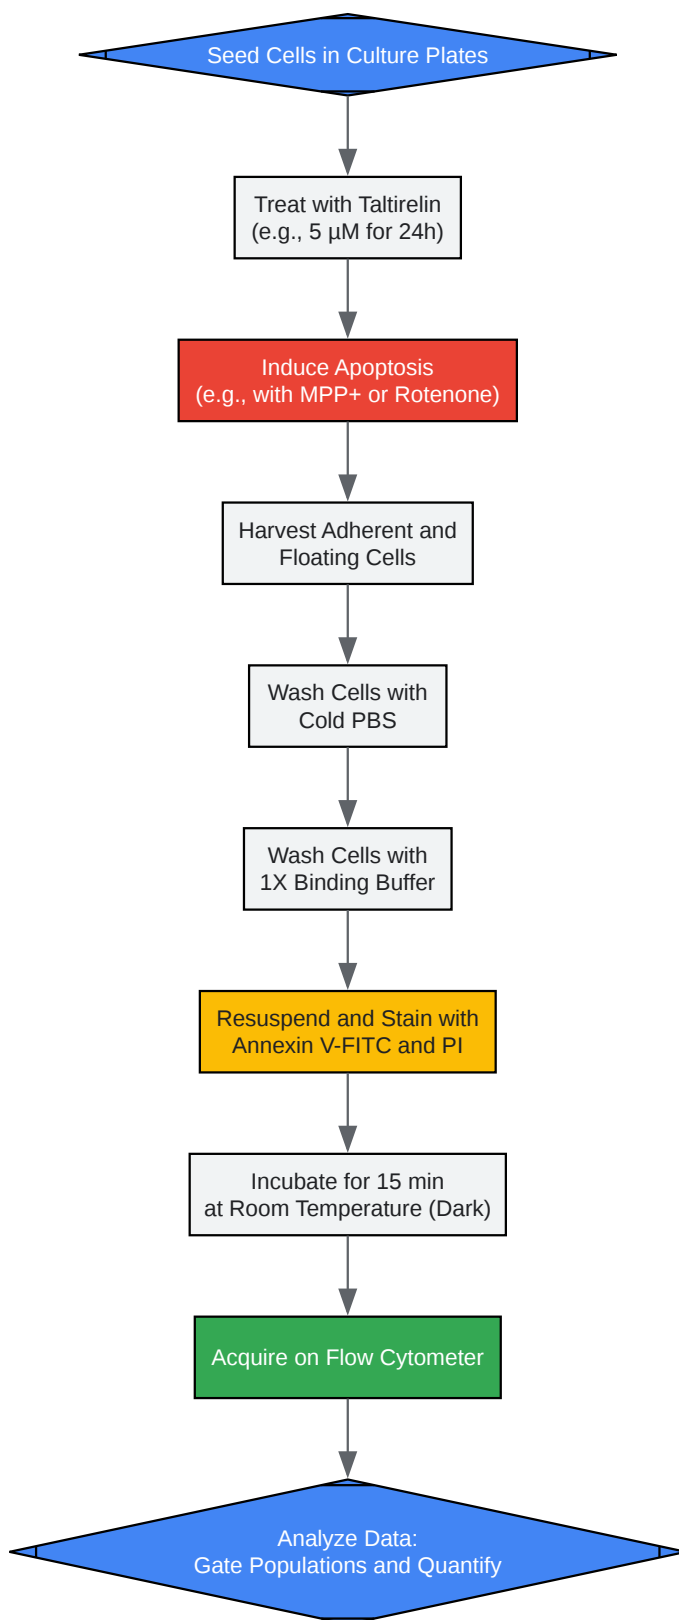 Seed Cells in Culture Plates
Treat with Taltirelin
(e.g., 5 µM for 24h)
Induce Apoptosis
(e.g., with MPP+ or Rotenone)
Harvest Adherent and
Floating Cells
Wash Cells with
Cold PBS
Wash Cells with
1X Binding Buffer
Resuspend and Stain with
Annexin V-FITC and PI
Incubate for 15 min
at Room Temperature (Dark)
Acquire on Flow Cytometer
Analyze Data:
Gate Populations and Quantify